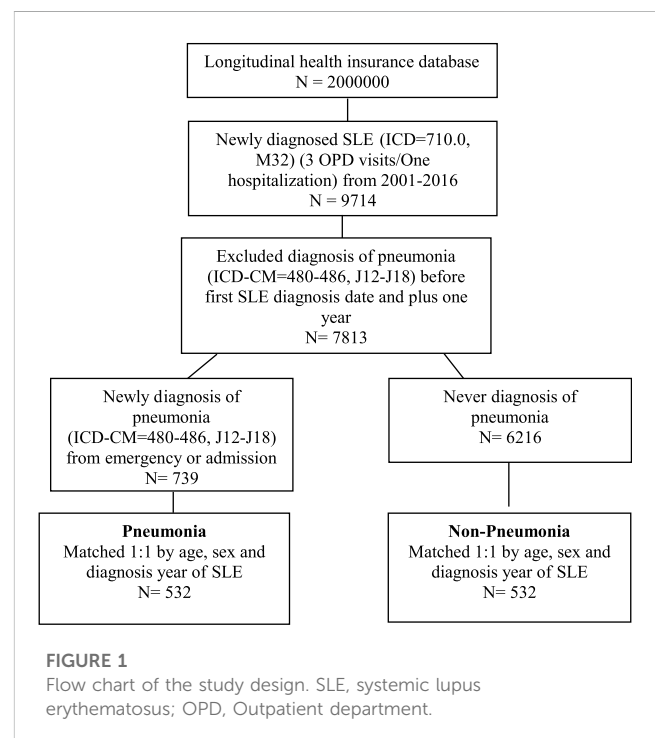 Longitudinal health insurance database
N = 2000000
Newly diagnosed SLE (ICD=710.0,
M32) (3 OPD visits/One
hospitalization) from 2001-2016
N = 9714
Excluded diagnosis of pneumonia
(ICD-CM=480-486, J12-J18) before
first SLE diagnosis date and plus one
year
N= 7813
Newly diagnosis of
pneumonia
(ICD-CM=480-486, J12-J18)
from emergency or admission
N= 739
Never diagnosis of
pneumonia
N= 6216
Pneumonia
Matched 1:1 by age, sex and
diagnosis year of SLE
N= 532
Non-Pneumonia
Matched 1:1 by age, sex and
diagnosis year of SLE
N= 532
FIGURE 1
Flow chart of the study design. SLE, systemic lupus
erythematosus; OPD, Outpatient department.